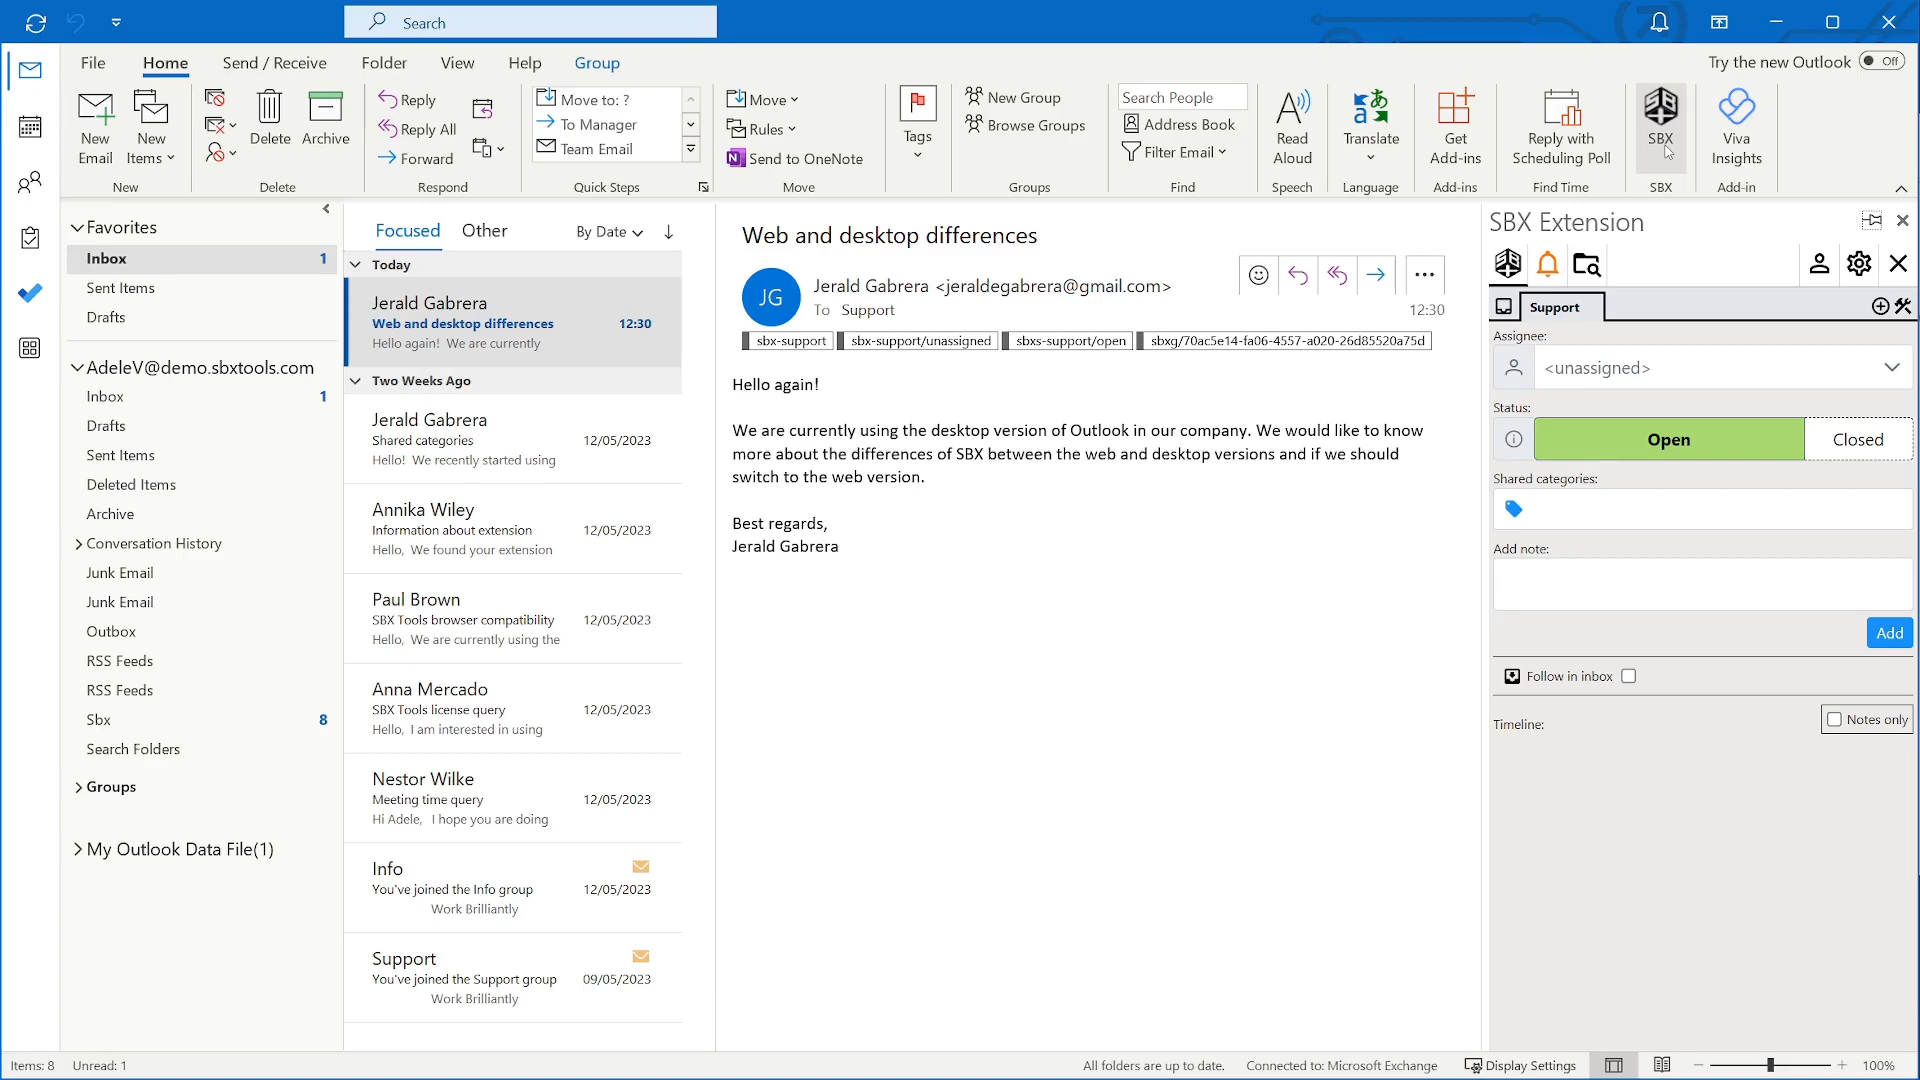 Search
File
Home
Send / Receive
Folder
View
Help
Group
Try the new Outlook
Off
New
Email
New
Items
New
Delete
Archive
Delete
Reply
Reply All
Forward
Respond
Move to: ?
To Manager
Team Email
Quick Steps
Move
Rules
Send to OneNote
Move
Tags
New Group
Browse Groups
Groups
Search People
Address Book
Filter Email
Find
Read
Aloud
Speech
Translate
Language
Get
Add-ins
Add-ins
Reply with
Scheduling Poll
Find Time
SBX
SBX
Viva
Insights
Add-in
Favorites
Inbox 1
Sent Items
Drafts
AdeleV@demo.sbxtools.com
Inbox 1
Drafts
Sent Items
Deleted Items
Archive
Conversation History
Junk Email
Junk Email
Outbox
RSS Feeds
RSS Feeds
Sbx 8
Search Folders
Groups
My Outlook Data File(1)
Focused Other By Date
Today
Jerald Gabrera
Web and desktop differences 12:30
Hello again! We are currently
Two Weeks Ago
Jerald Gabrera
Shared categories 12/05/2023
Hello! We recently started using
Annika Wiley
Information about extension 12/05/2023
Hello, We found your extension
Paul Brown
SBX Tools browser compatibility 12/05/2023
Hello, We are currently using the
Anna Mercado
SBX Tools license query 12/05/2023
Hello, I am interested in using
Nestor Wilke
Meeting time query 12/05/2023
Hi Adele, I hope you are doing
Info
You've joined the Info group 12/05/2023
Work Brilliantly
Support
You've joined the Support group 09/05/2023
Work Brilliantly
Web and desktop differences
JG
Jerald Gabrera <jeraldegabrera@gmail.com>
To Support 12:30
sbx-support sbx-support/unassigned sbxs-support/open sbxg/70ac5e14-fa06-4557-a020-26d85520a75d
Hello again!
We are currently using the desktop version of Outlook in our company. We would like to know
more about the differences of SBX between the web and desktop versions and if we should
switch to the web version.
Best regards,
Jerald Gabrera
SBX Extension
Support
Assignee:
<unassigned>
Status:
Open Closed
Shared categories:
Add note:
Add
Follow in inbox
Timeline: Notes only
Items: 8 Unread: 1 All folders are up to date. Connected to: Microsoft Exchange Display Settings 100%